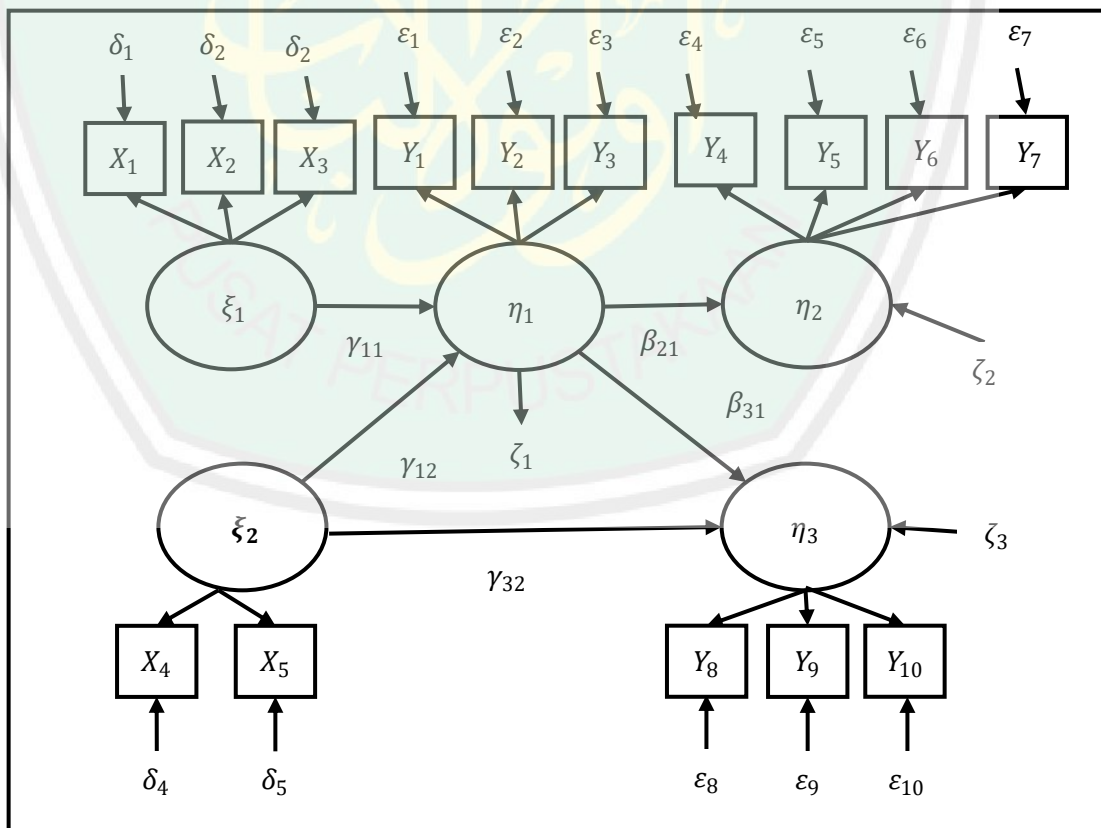 δ₁ δ₂ δ₂ ε₁ ε₂ ε₃ ε₄ ε₅ ε₆ ε₇
X₁ X₂ X₃ Y₁ Y₂ Y₃ Y₄ Y₅ Y₆ Y₇
ξ₁ η₁ η₂
γ₁₁ β₂₁
ζ₂
PUSAT PERPUSTAKAAN
β₃₁
γ₁₂ ζ₁
ξ₂ η₃ ζ₃
γ₃₂
X₄ X₅ Y₈ Y₉ Y₁₀
δ₄ δ₅ ε₈ ε₉ ε₁₀